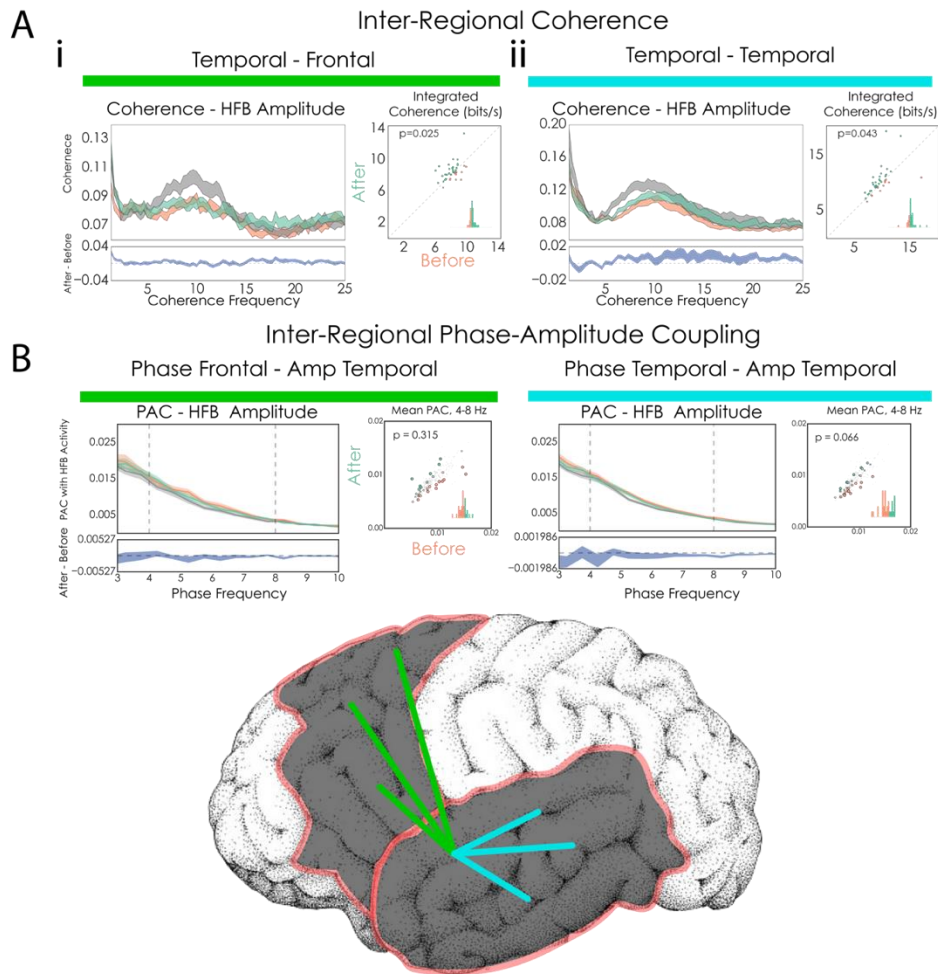 A
Inter-Regional Coherence
i
Temporal - Frontal
Coherence - HFB Amplitude
Integrated
Coherence (bits/s)
Cohernece
0.13
0.11
0.09
0.07
0.04
−0.04
After - Before
5
10
15
20
25
Coherence Frequency
p=0.025
After
14
10
8
6
2
2
6
8
10
14
Before
ii
Temporal - Temporal
Coherence - HFB Amplitude
Integrated
Coherence (bits/s)
0.20
0.16
0.12
0.08
0.02
−0.02
5
10
15
20
25
Coherence Frequency
p=0.043
15
10
5
5
10
15
Inter-Regional Phase-Amplitude Coupling
B
Phase Frontal - Amp Temporal
PAC - HFB Amplitude
Mean PAC, 4-8 Hz
PAC with HFB Activity
0.025
0.015
0.005
After - Before
0.00527
−0.00527
3
4
5
6
7
8
9
10
Phase Frequency
p = 0.315
After
0.02
0.01
0.00
0.01
0.02
Before
Phase Temporal - Amp Temporal
PAC - HFB Amplitude
Mean PAC, 4-8 Hz
0.025
0.015
0.005
0.001986
−0.001986
3
4
5
6
7
8
9
10
Phase Frequency
p = 0.066
0.02
0.01
0.00
0.01
0.02